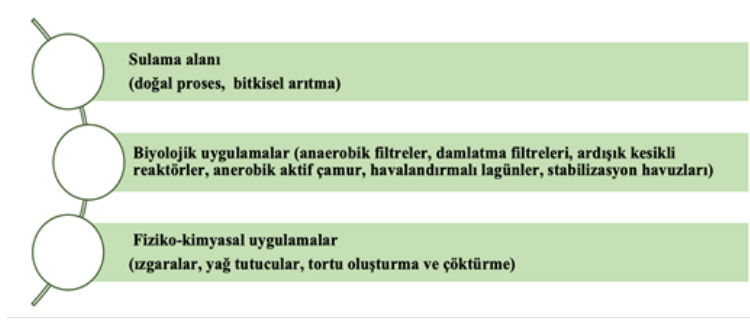 Sulama alanı
(doğal proses, bitkisel arıtma)
Biyolojik uygulamalar (anaerobik filtreler, damlatma filtreleri, ardışık kesikli
reaktörler, anerobik aktif çamur, havalandırmalı lagünler, stabilizasyon havuzları)
Fiziko-kimyasal uygulamalar
(ızgaralar, yağ tutucular, tortu oluşturma ve çöktürme)